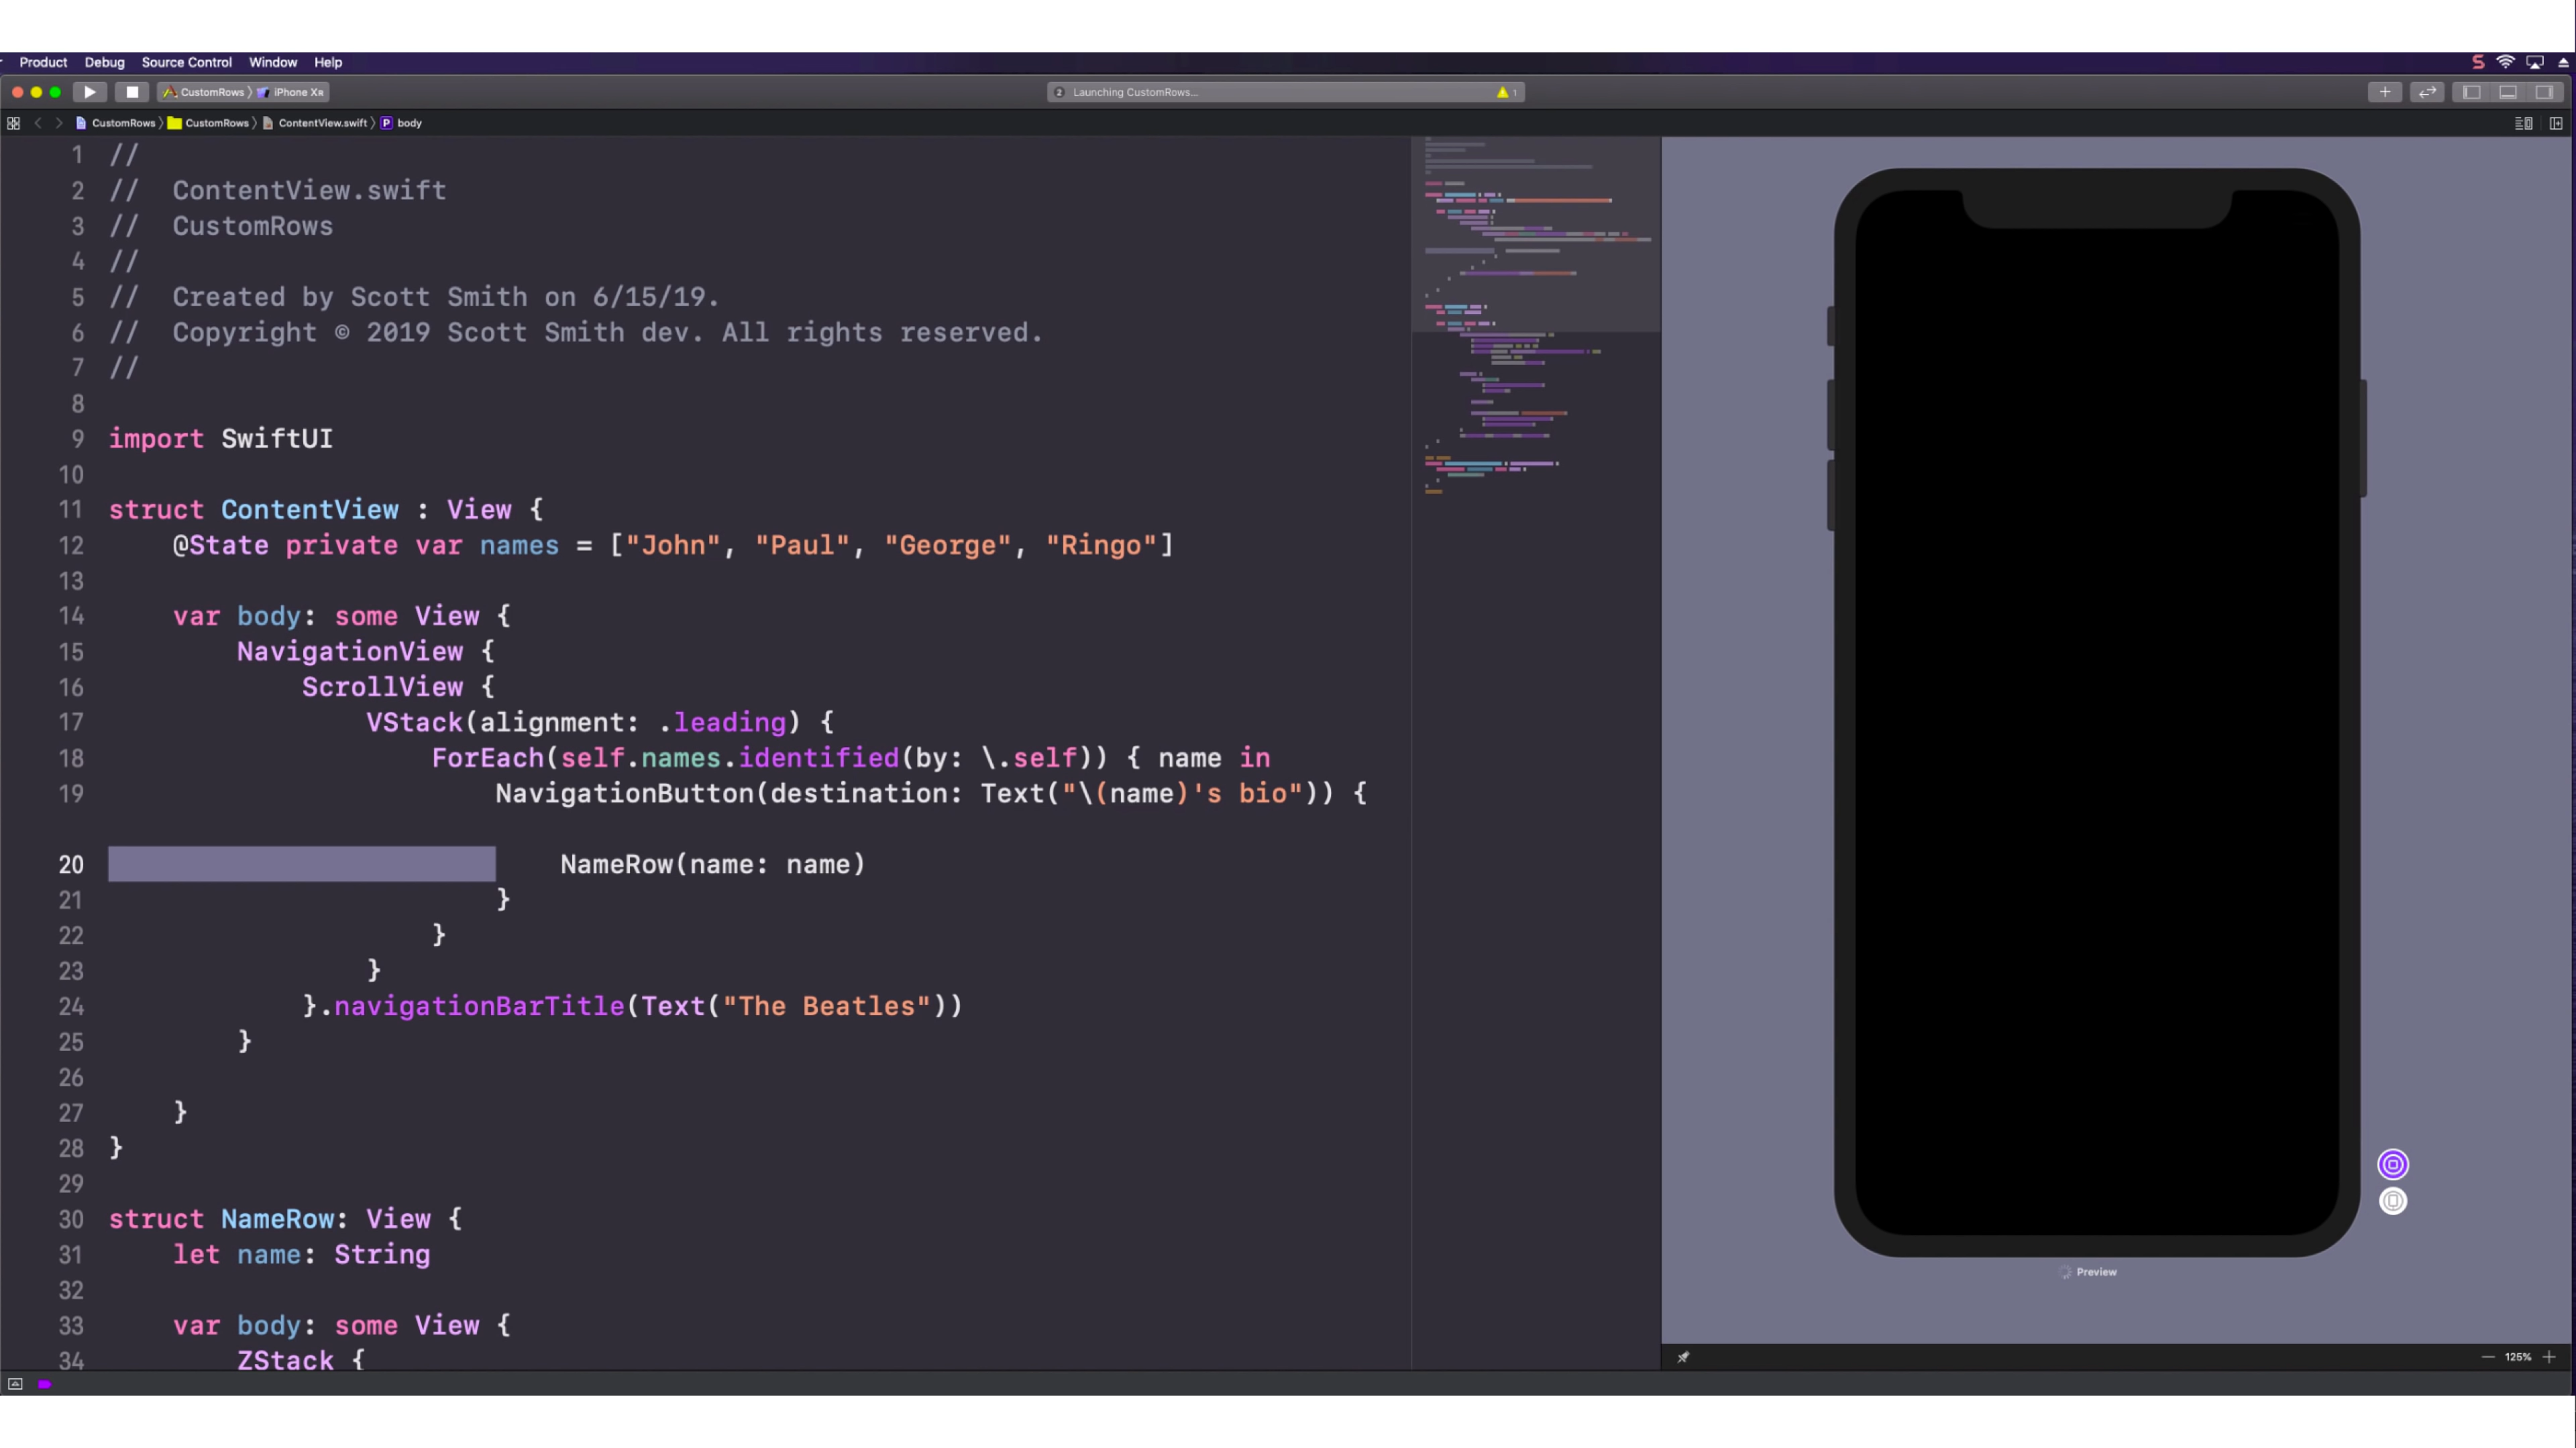 Product Debug Source Control Window Help
CustomRows iPhone XR
2 Launching CustomRows... 1
CustomRows CustomRows ContentView.swift P body
1 //
2 //  ContentView.swift
3 //  CustomRows
4 //
5 //  Created by Scott Smith on 6/15/19.
6 //  Copyright © 2019 Scott Smith dev. All rights reserved.
7 //
8
9 import SwiftUI
10
11 struct ContentView : View {
12     @State private var names = ["John", "Paul", "George", "Ringo"]
13
14     var body: some View {
15         NavigationView {
16             ScrollView {
17                 VStack(alignment: .leading) {
18                     ForEach(self.names.identified(by: \.self)) { name in
19                         NavigationButton(destination: Text("\(name)'s bio")) {
20                             NameRow(name: name)
21                         }
22                     }
23                 }
24             }.navigationBarTitle(Text("The Beatles"))
25         }
26
27     }
28 }
29
30 struct NameRow: View {
31     let name: String
32
33     var body: some View {
34         ZStack {
Preview
125%